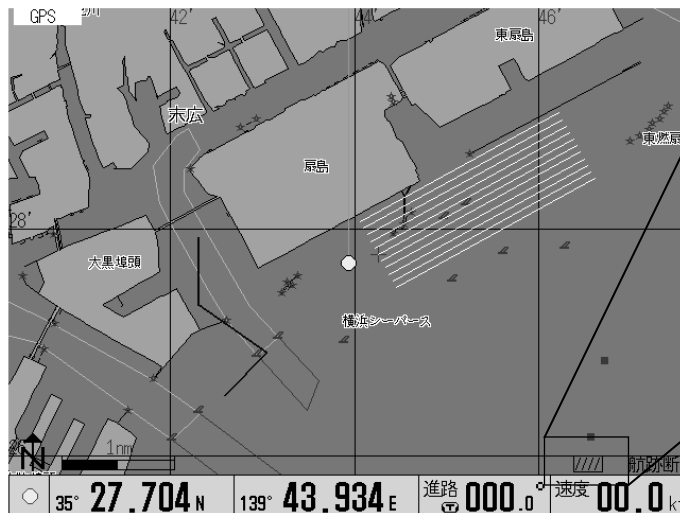 GPS
42'
44'
46'
東扇島
末広
扇島
東燃扇
28'
大黒埠頭
横浜シーバース
N
1nm
航跡断
35° 27.704 N
139° 43.934 E
進路 T 000.0
速度 00.0 kt